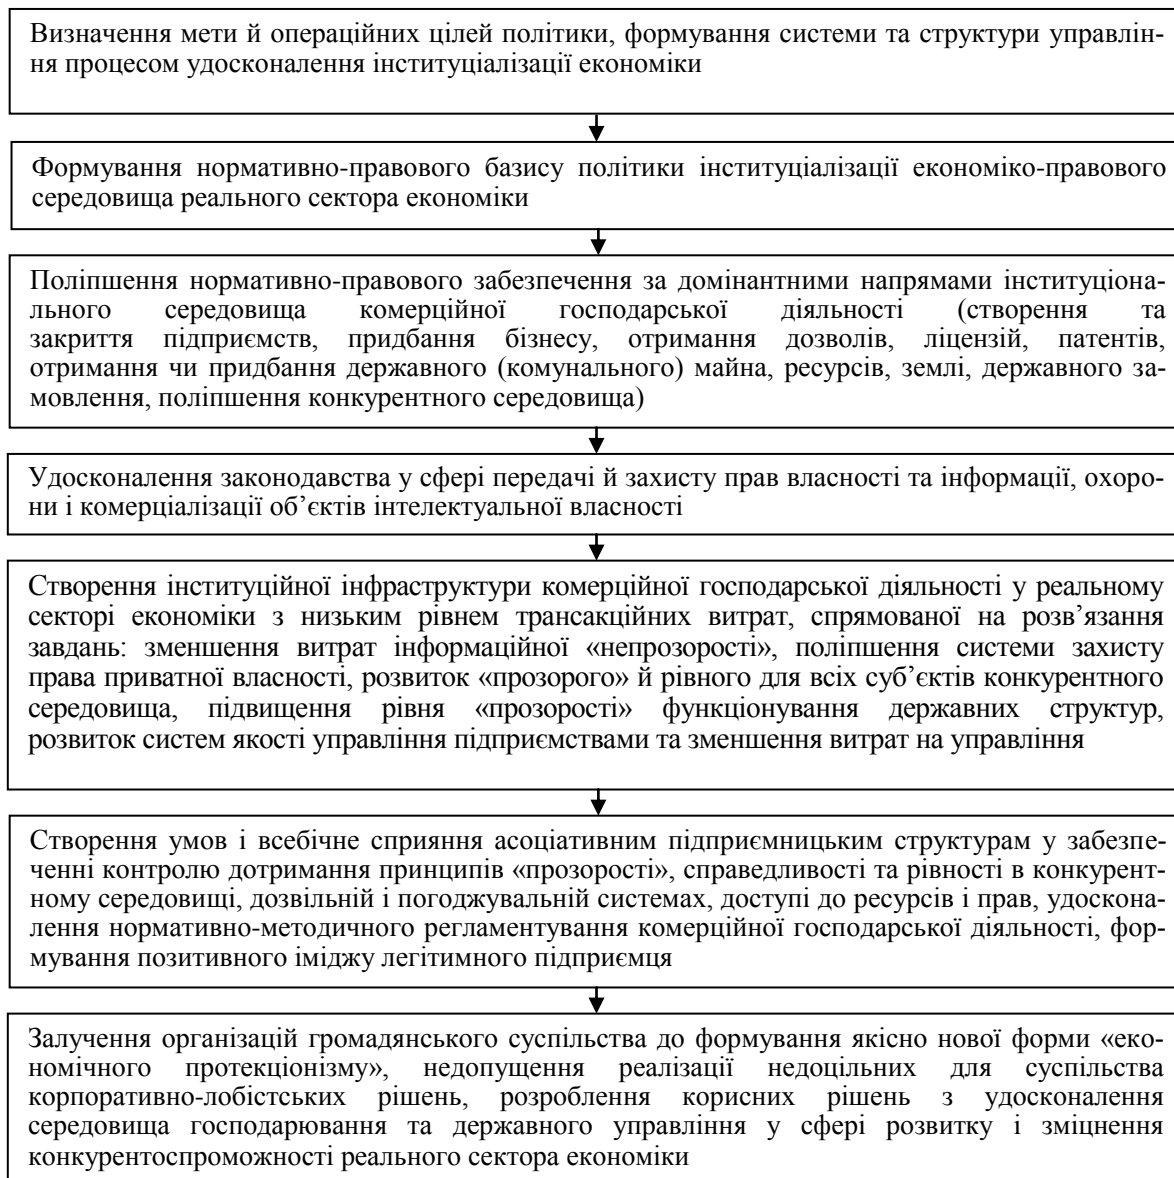 Визначення мети й операційних цілей політики, формування системи та структури управлін-
ня процесом удосконалення інституціалізації економіки
Формування нормативно-правового базису політики інституціалізації економіко-правового
середовища реального сектора економіки
Поліпшення нормативно-правового забезпечення за домінантними напрямами інституціона-
льного середовища комерційної господарської діяльності (створення та
закриття підприємств, придбання бізнесу, отримання дозволів, ліцензій, патентів,
отримання чи придбання державного (комунального) майна, ресурсів, землі, державного за-
мовлення, поліпшення конкурентного середовища)
Удосконалення законодавства у сфері передачі й захисту прав власності та інформації, охоро-
ни і комерціалізації об’єктів інтелектуальної власності
Створення інституційної інфраструктури комерційної господарської діяльності у реальному
секторі економіки з низьким рівнем трансакційних витрат, спрямованої на розв’язання
завдань: зменшення витрат інформаційної «непрозорості», поліпшення системи захисту
права приватної власності, розвиток «прозорого» й рівного для всіх суб’єктів конкурентного
середовища, підвищення рівня «прозорості» функціонування державних структур,
розвиток систем якості управління підприємствами та зменшення витрат на управління
Створення умов і всебічне сприяння асоціативним підприємницьким структурам у забезпе-
ченні контролю дотримання принципів «прозорості», справедливості та рівності в конкурент-
ному середовищі, дозвільній і погоджувальній системах, доступі до ресурсів і прав, удоскона-
лення нормативно-методичного регламентування комерційної господарської діяльності, фор-
мування позитивного іміджу легітимного підприємця
Залучення організацій громадянського суспільства до формування якісно нової форми «еко-
номічного протекціонізму», недопущення реалізації недоцільних для суспільства
корпоративно-лобістських рішень, розроблення корисних рішень з удосконалення
середовища господарювання та державного управління у сфері розвитку і зміцнення
конкурентоспроможності реального сектора економіки